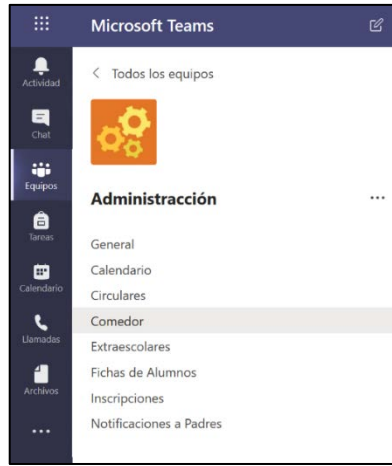 Microsoft Teams
Actividad
Chat
Equipos
Tareas
Calendario
Llamadas
Archivos
Todos los equipos
Administracción
General
Calendario
Circulares
Comedor
Extraescolares
Fichas de Alumnos
Inscripciones
Notificaciones a Padres